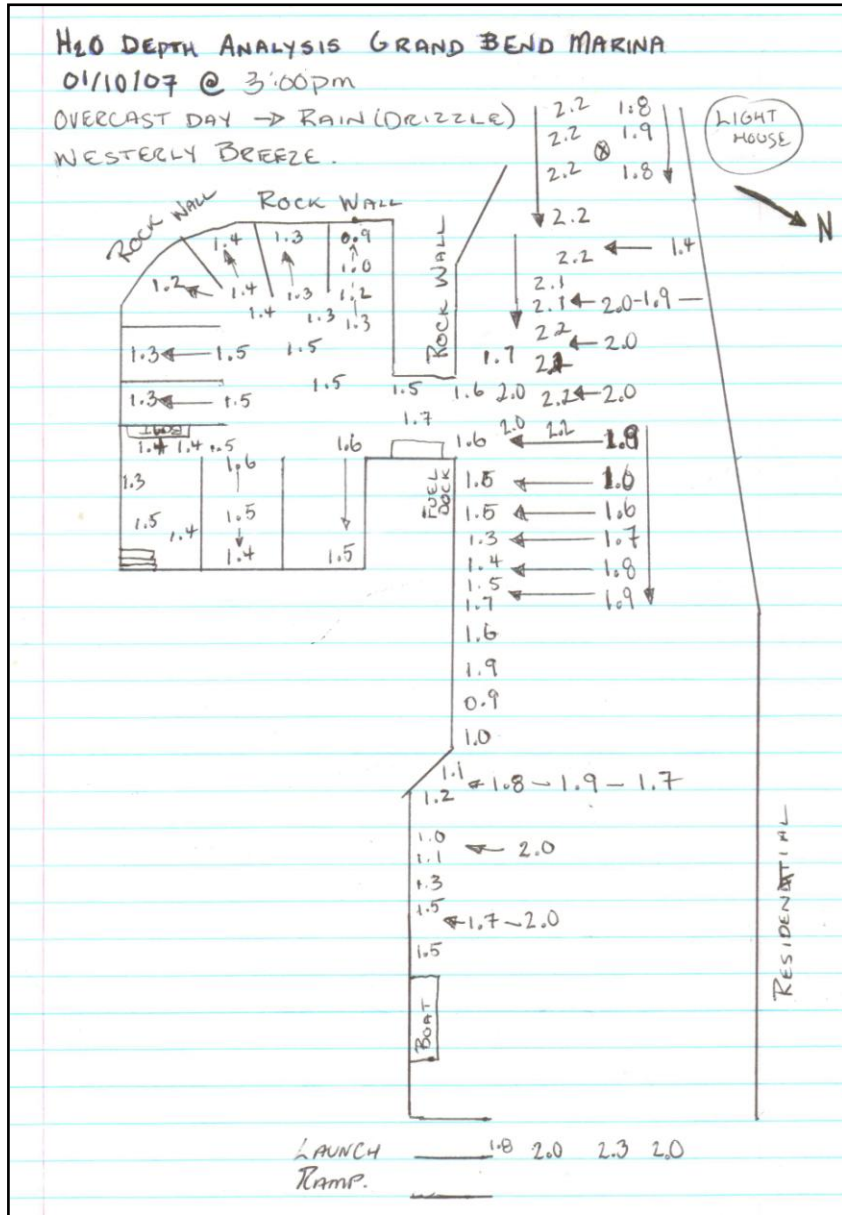 H2O DEPTH ANALYSIS GRAND BEND MARINA
01/10/07 @ 3:00pm
OVERCAST DAY → RAIN (DRIZZLE)
WESTERLY BREEZE.
2.2 1.8
2.2 1.9
2.2 1.8
LIGHT
HOUSE
N
ROCK WALL
ROCK WALL
ROCK WALL
2.2
2.2 ← 1.4
2.1
2.1 ← 2.0-1.9 —
2.2 ← 2.0
1.7
1.4 1.3 0.9
1.0
1.2 1.4 1.3 1.2
1.4 1.3 1.3
1.3 ← 1.5 1.5
1.5
1.3 ← 1.5
1.5 1.6 2.0 2.2 ← 2.0
1.7
2.0 2.2
BOAT
1.4 1.4 1.5 1.6
1.6 ← 1.8
1.6
1.3
1.5 1.4 1.5
1.4 1.5
FUEL
DOCK
1.5 ←
1.5 ← 1.6
1.3 ← 1.7
1.4 ← 1.8
1.5
1.7 ← 1.9
1.6
1.9
0.9
1.0
1.1
1.2 ← 1.8 – 1.9 – 1.7
1.0
1.1 ← 2.0
1.3
1.5 ← 1.7 – 2.0
1.5
BOAT
RESIDENTIAL
LAUNCH
RAMP.
1.8 2.0 2.3 2.0